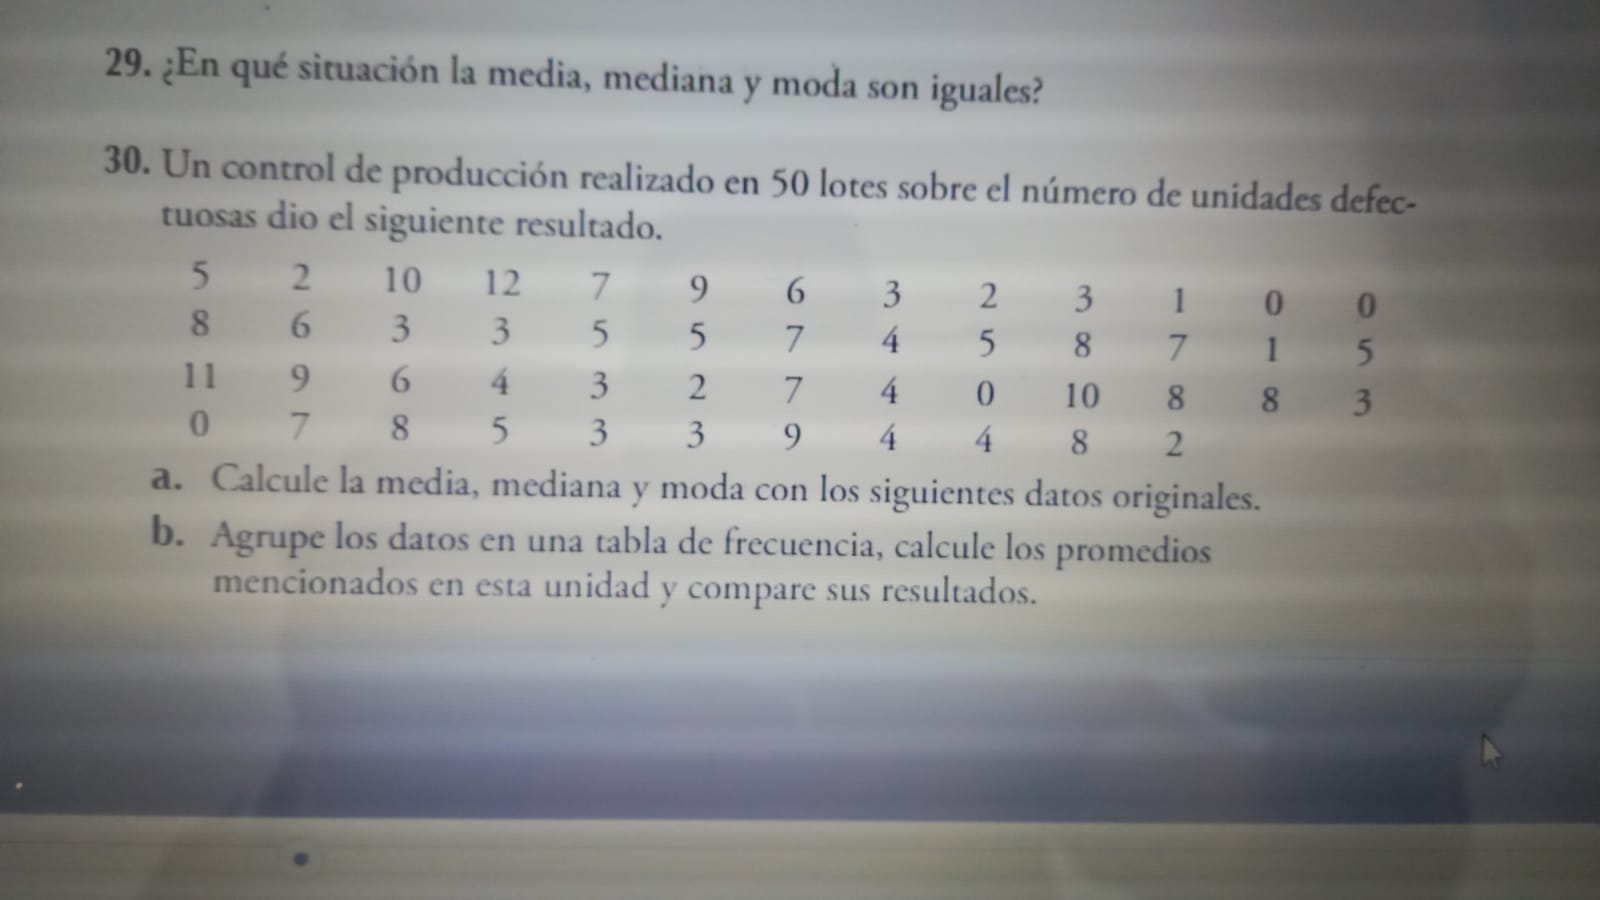 29. ¿En qué situación la media, mediana y moda son iguales?
30. Un control de producción realizado en 50 lotes sobre el número de unidades defec-
tuosas dio el siguiente resultado.
5 2 10 12 7 9 6 3 2 3 1 0 0
8 6 3 3 5 5 7 4 5 8 7 1 5
11 9 6 4 3 2 7 4 0 10 8 8 3
0 7 8 5 3 3 9 4 4 8 2
a. Calcule la media, mediana y moda con los siguientes datos originales.
b. Agrupe los datos en una tabla de frecuencia, calcule los promedios
mencionados en esta unidad y compare sus resultados.